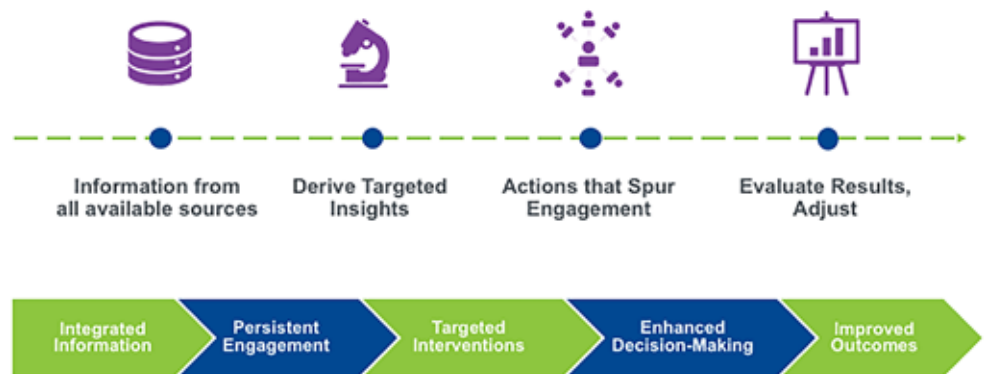 Information from
all available sources
Derive Targeted
Insights
Actions that Spur
Engagement
Evaluate Results,
Adjust
Integrated
Information
Persistent
Engagement
Targeted
Interventions
Enhanced
Decision-Making
Improved
Outcomes